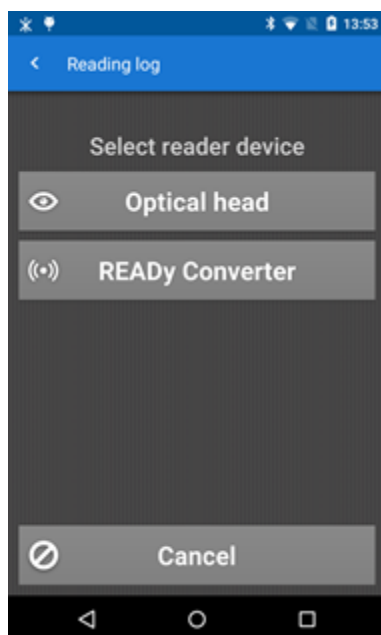 13:53
Reading log
Select reader device
Optical head
READy Converter
Cancel